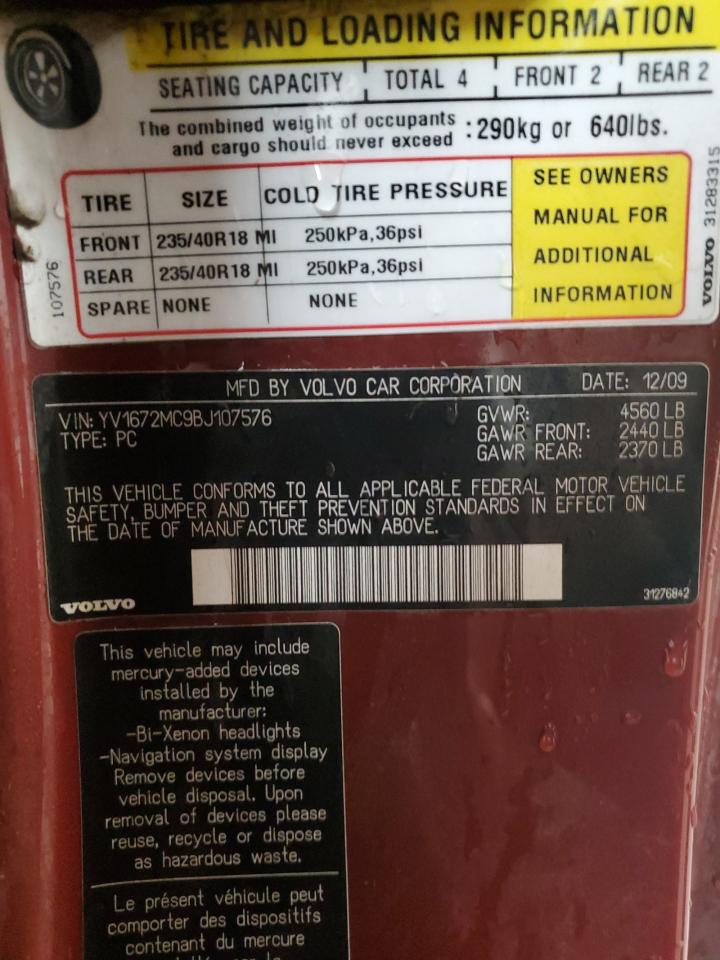 TIRE AND LOADING INFORMATION
SEATING CAPACITY TOTAL 4 FRONT 2 REAR 2
The combined weight of occupants
and cargo should never exceed :290kg or 640lbs.
TIRE SIZE COLD TIRE PRESSURE
FRONT 235/40R18 MI 250kPa,36psi
REAR 235/40R18 MI 250kPa,36psi
SPARE NONE NONE
SEE OWNERS
MANUAL FOR
ADDITIONAL
INFORMATION
107576
VOLVO 31283315
MFD BY VOLVO CAR CORPORATION DATE: 12/09
VIN: YV1672MC9BJ107576
TYPE: PC
GVWR: 4560 LB
GAWR FRONT: 2440 LB
GAWR REAR: 2370 LB
THIS VEHICLE CONFORMS TO ALL APPLICABLE FEDERAL MOTOR VEHICLE
SAFETY, BUMPER AND THEFT PREVENTION STANDARDS IN EFFECT ON
THE DATE OF MANUFACTURE SHOWN ABOVE.
VOLVO
31276842
This vehicle may include
mercury-added devices
installed by the
manufacturer:
-Bi-Xenon headlights
-Navigation system display
Remove devices before
vehicle disposal. Upon
removal of devices please
reuse, recycle or dispose
as hazardous waste.
Le présent véhicule peut
comporter des dispositifs
contenant du mercure